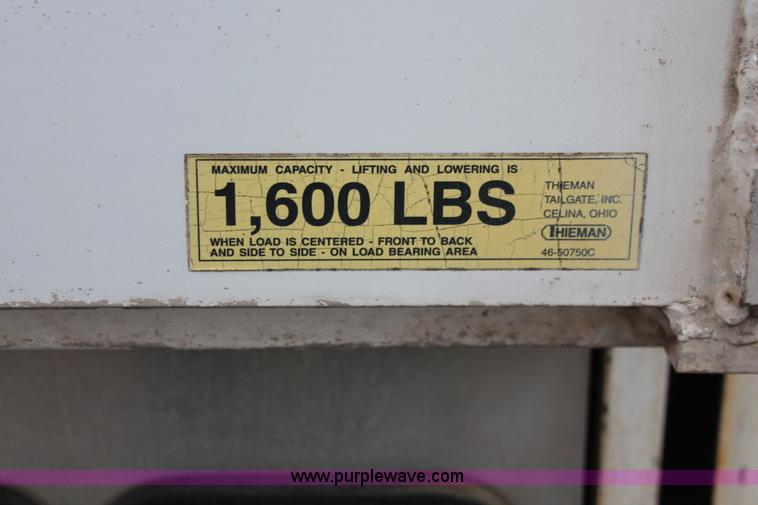 MAXIMUM CAPACITY - LIFTING AND LOWERING IS
1,600 LBS
WHEN LOAD IS CENTERED - FRONT TO BACK
AND SIDE TO SIDE - ON LOAD BEARING AREA
THIEMAN
TAILGATE, INC.
CELINA, OHIO
THIEMAN
46-50750C
www.purplewave.com